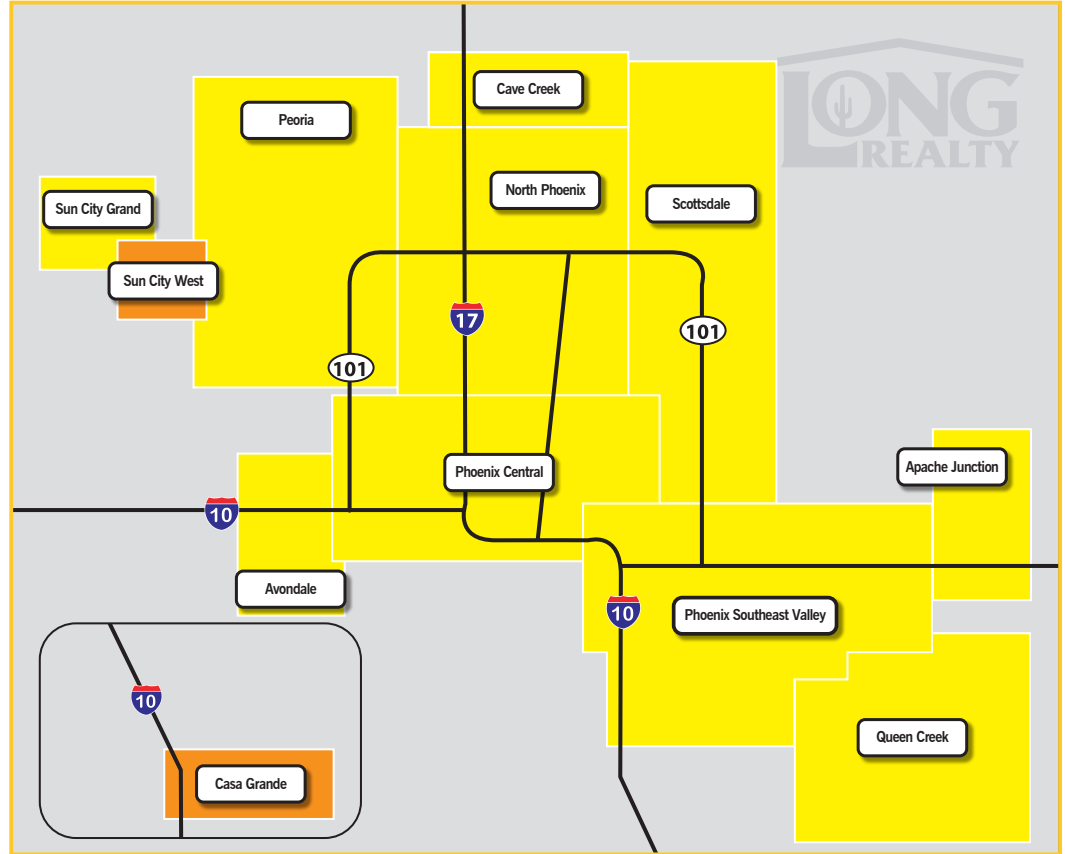 LONG
REALTY
Cave Creek
Peoria
North Phoenix
Scottsdale
Sun City Grand
Sun City West
17
101
101
Phoenix Central
Apache Junction
10
Avondale
10
Phoenix Southeast Valley
10
Queen Creek
Casa Grande